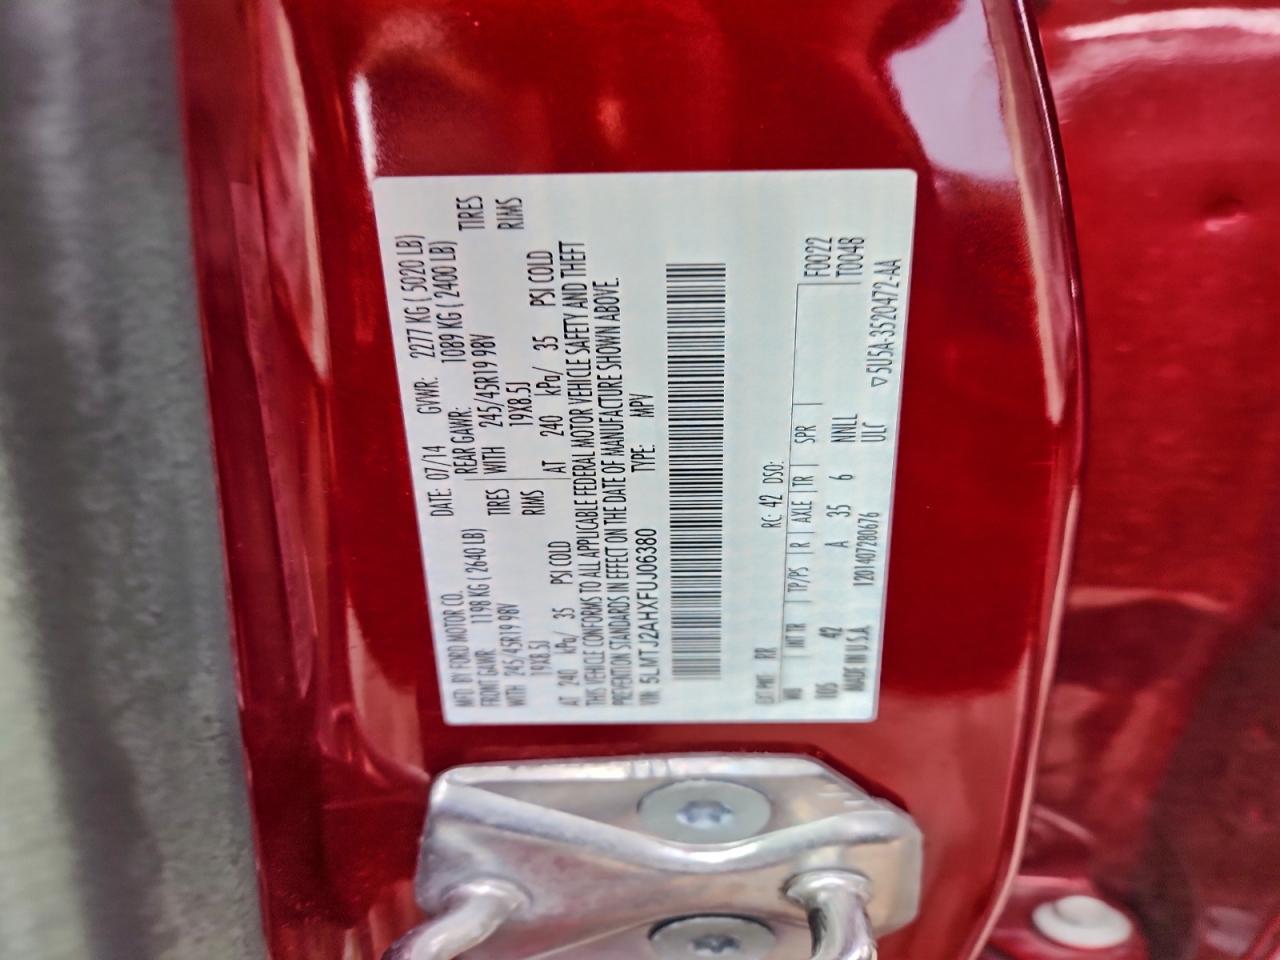 MFD. BY FORD MOTOR CO. DATE: 07/14 GVWR: 2277 KG ( 5020 LB)
FRONT GAWR: 1198 KG ( 2640 LB) REAR GAWR: 1089 KG ( 2400 LB)
WITH 245/45R19 98V TIRES WITH 245/45R19 98V TIRES
19X8.5J RIMS 19X8.5J RIMS
AT 240 kPa/ 35 PSI COLD AT 240 kPa/ 35 PSI COLD
THIS VEHICLE CONFORMS TO ALL APPLICABLE FEDERAL MOTOR VEHICLE SAFETY AND THEFT
PREVENTION STANDARDS IN EFFECT ON THE DATE OF MANUFACTURE SHOWN ABOVE.
VIN: 5LMTJ2AHXFUJ06380 TYPE: MPV
EXT PNT: RR RC: 42 DSO:
WB INT TR TP/PS R AXLE TR SPR F0022
105 42 A 35 6 NNLL T0048
MADE IN U.S.A. 1201407280676 ULC ▽5U5A-3520472-AA